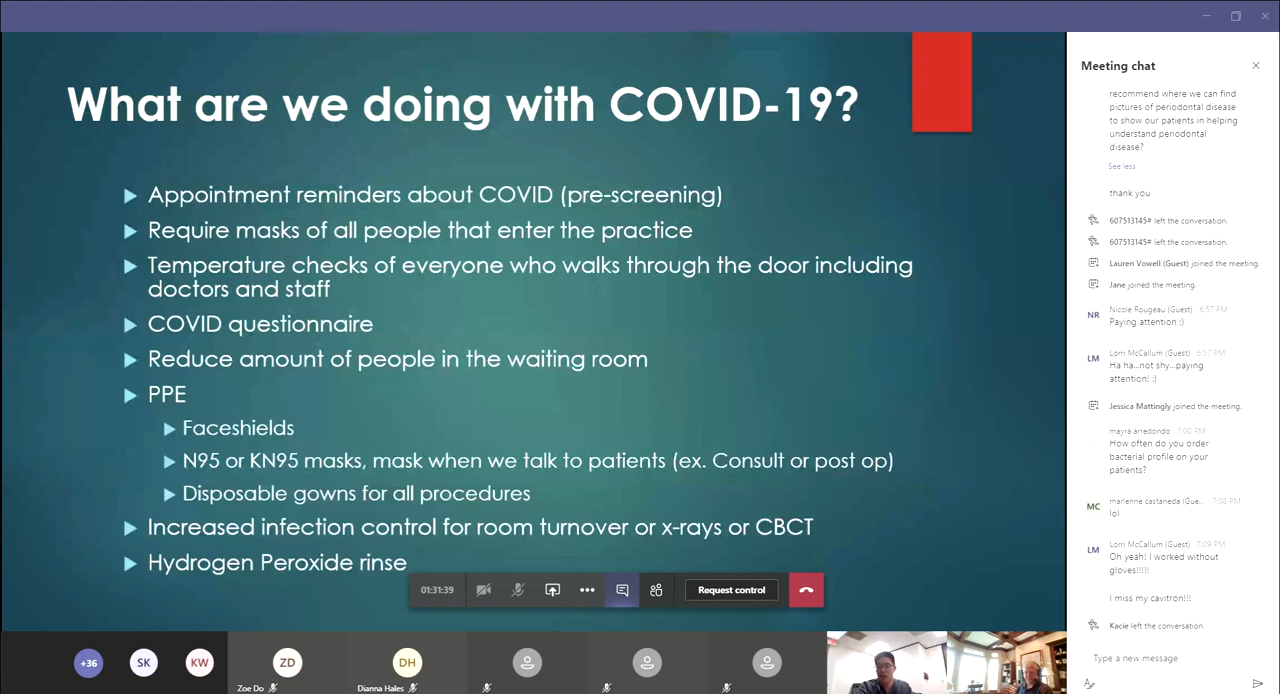 What are we doing with COVID-19?
Appointment reminders about COVID (pre-screening)
Require masks of all people that enter the practice
Temperature checks of everyone who walks through the door including
doctors and staff
COVID questionnaire
Reduce amount of people in the waiting room
PPE
Faceshields
N95 or KN95 masks, mask when we talk to patients (ex. Consult or post op)
Disposable gowns for all procedures
Increased infection control for room turnover or x-rays or CBCT
Hydrogen Peroxide rinse
01:31:39
Request control
+36
SK
KW
ZD
Zoe Do
DH
Dianna Hales
Meeting chat
recommend where we can find
pictures of periodontal disease
to show our patients in helping
understand periodontal
disease?
See less
thank you
607513145# left the conversation.
607513145# left the conversation.
Lauren Vowell (Guest) joined the meeting.
Jane joined the meeting.
NR
Nicole Rougeau (Guest) 6:57 PM
Paying attention :)
LM
Lorri McCallum (Guest) 6:57 PM
Ha ha...not shy...paying
attention! :)
Jessica Mattingly joined the meeting.
mayra arredondo 7:00 PM
How often do you order
bacterial profile on your
patients?
MC
marlenne castaneda (Gue... 7:08 PM
lol
LM
Lorri McCallum (Guest) 7:09 PM
Oh yeah! I worked without
gloves!!!!!
I miss my cavitron!!!
Kacie left the conversation.
Type a new message